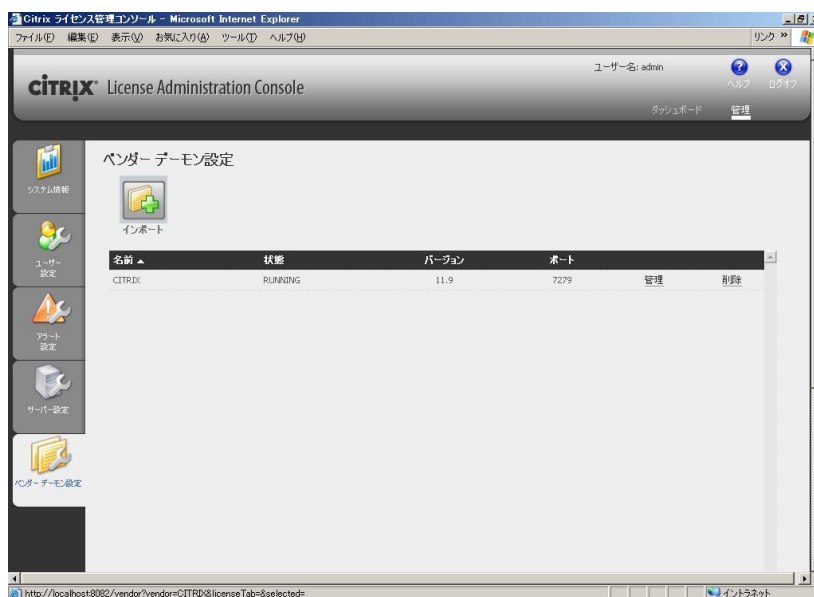 Citrix ライセンス管理コンソール - Microsoft Internet Explorer
ファイル(F) 編集(E) 表示(V) お気に入り(A) ツール(T) ヘルプ(H) リンク »
CİTRIX License Administration Console
ユーザー名: admin
ヘルプ ログオフ
ダッシュボード 管理
システム情報
ユーザー
設定
アラート
設定
サーバー設定
ベンダー デーモン設定
ベンダー デーモン設定
インポート
名前 状態 バージョン ポート
CITRIX RUNNING 11.9 7279 管理 削除
http://localhost:8082/vendor?vendor=CITRIX&licenseTab=&selected= イントラネット